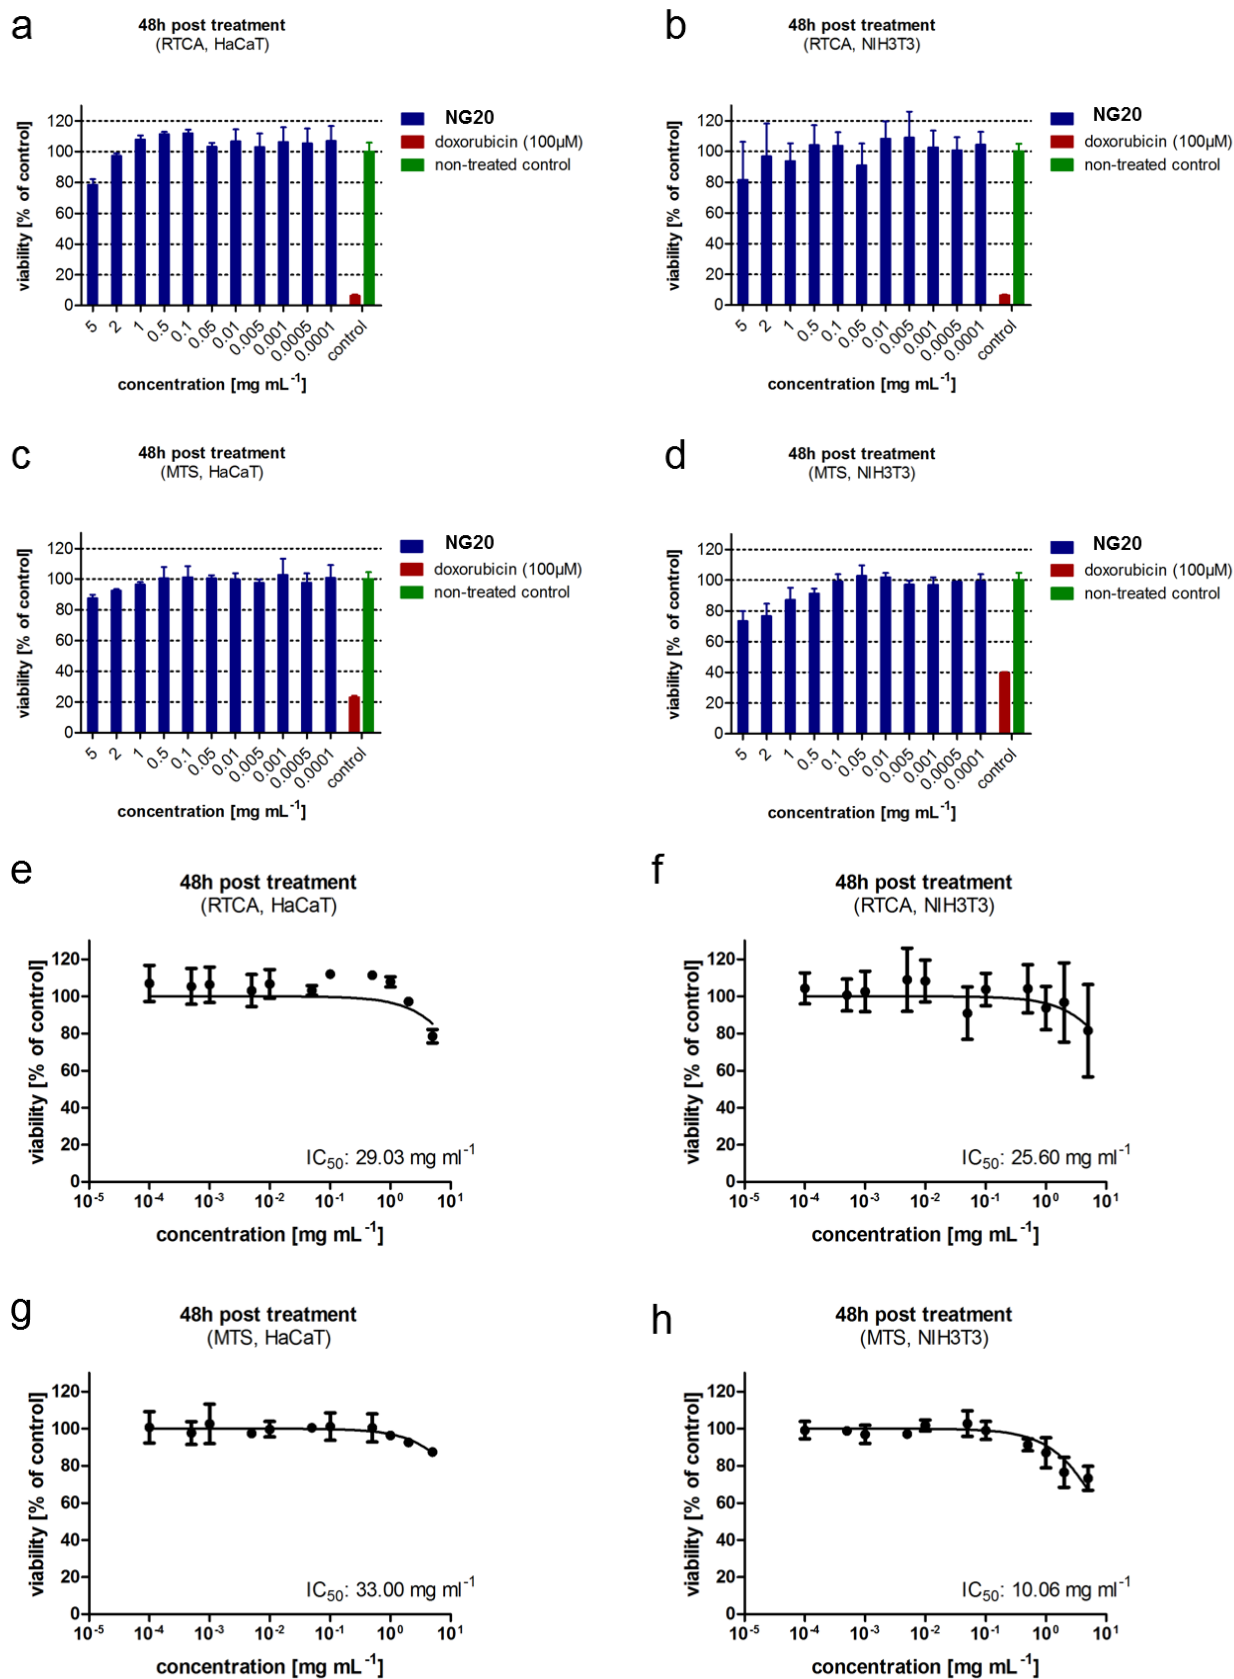 a
48h post treatment
(RTCA, HaCaT)
viability [% of control]
120
100
80
60
40
20
0
5 2 1 0.5 0.1 0.05 0.01 0.005 0.001 0.0005 0.0001 control
concentration [mg mL⁻¹]
NG20
doxorubicin (100µM)
non-treated control
b
48h post treatment
(RTCA, NIH3T3)
viability [% of control]
120
100
80
60
40
20
0
5 2 1 0.5 0.1 0.05 0.01 0.005 0.001 0.0005 0.0001 control
concentration [mg mL⁻¹]
NG20
doxorubicin (100µM)
non-treated control
c
48h post treatment
(MTS, HaCaT)
viability [% of control]
120
100
80
60
40
20
0
5 2 1 0.5 0.1 0.05 0.01 0.005 0.001 0.0005 0.0001 control
concentration [mg mL⁻¹]
NG20
doxorubicin (100µM)
non-treated control
d
48h post treatment
(MTS, NIH3T3)
viability [% of control]
120
100
80
60
40
20
0
5 2 1 0.5 0.1 0.05 0.01 0.005 0.001 0.0005 0.0001 control
concentration [mg mL⁻¹]
NG20
doxorubicin (100µM)
non-treated control
e
48h post treatment
(RTCA, HaCaT)
viability [% of control]
120
100
80
60
40
20
0
IC₅₀: 29.03 mg ml⁻¹
10⁻⁵ 10⁻⁴ 10⁻³ 10⁻² 10⁻¹ 10⁰ 10¹
concentration [mg mL⁻¹]
f
48h post treatment
(RTCA, NIH3T3)
viability [% of control]
120
100
80
60
40
20
0
IC₅₀: 25.60 mg ml⁻¹
10⁻⁵ 10⁻⁴ 10⁻³ 10⁻² 10⁻¹ 10⁰ 10¹
concentration [mg mL⁻¹]
g
48h post treatment
(MTS, HaCaT)
viability [% of control]
120
100
80
60
40
20
0
IC₅₀: 33.00 mg ml⁻¹
10⁻⁵ 10⁻⁴ 10⁻³ 10⁻² 10⁻¹ 10⁰ 10¹
concentration [mg mL⁻¹]
h
48h post treatment
(MTS, NIH3T3)
viability [% of control]
120
100
80
60
40
20
0
IC₅₀: 10.06 mg ml⁻¹
10⁻⁵ 10⁻⁴ 10⁻³ 10⁻² 10⁻¹ 10⁰ 10¹
concentration [mg mL⁻¹]